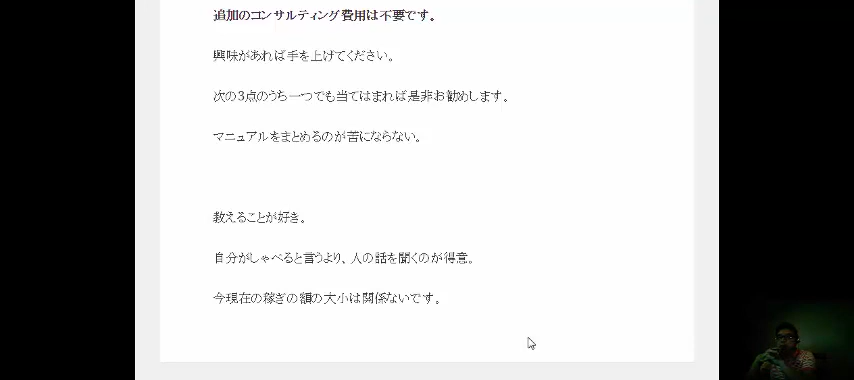 追加のコンサルティング費用は不要です。
興味があれば手を上げてください。
次の3点のうち一つでも当てはまれば是非お勧めします。
マニュアルをまとめるのが苦にならない。
教えることが好き。
自分がしゃべると言うより、人の話を聞くのが得意。
今現在の稼ぎの額の大小は関係ないです。